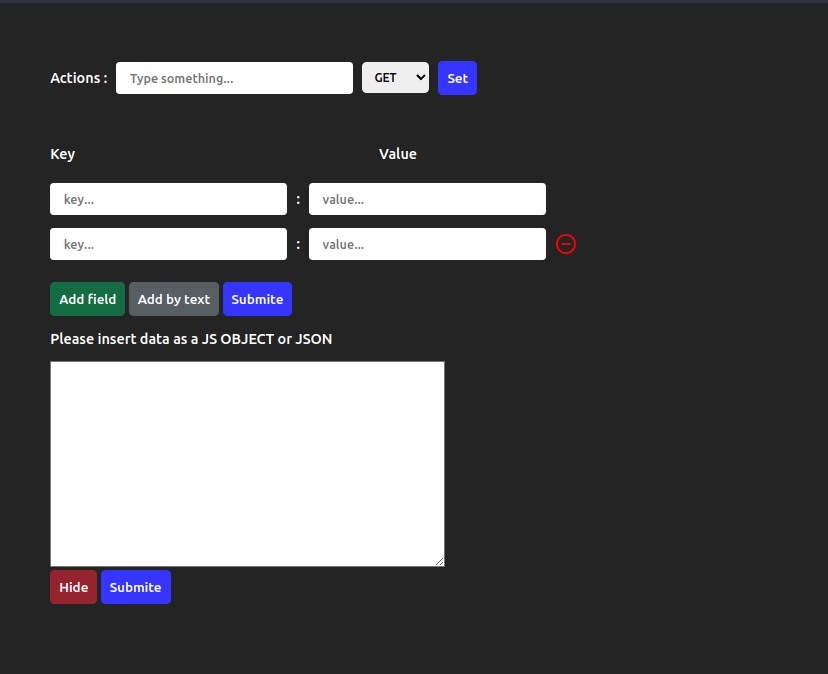 Actions : Type something... GET Set
Key Value
key... : value...
key... : value...
Add field Add by text Submite
Please insert data as a JS OBJECT or JSON
Hide Submite